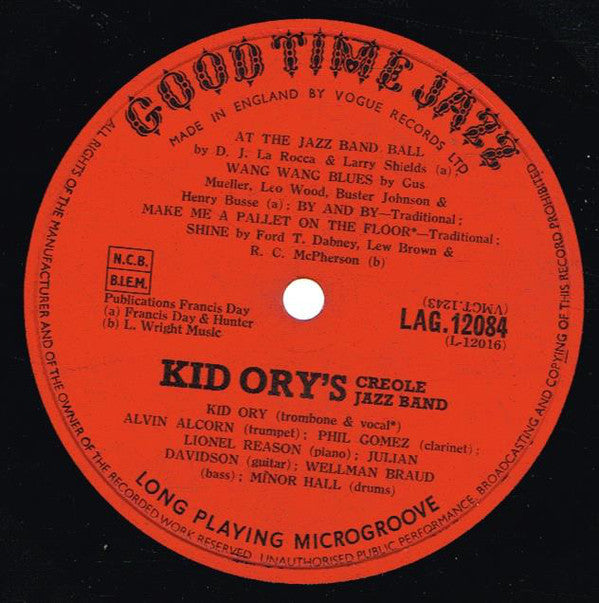 GOOD TIME JAZZ
MADE IN ENGLAND BY VOGUE RECORDS LTD.
AT THE JAZZ BAND BALL
by D. J. La Rocca & Larry Shields (a)
WANG WANG BLUES by Gus
Mueller, Leo Wood, Buster Johnson &
Henry Busse (a) : BY AND BY—Traditional :
MAKE ME A PALLET ON THE FLOOR*—Traditional :
SHINE by Ford T. Dabney, Lew Brown &
R. C. McPherson (b)
N.C.B.
B.I.E.M.
Publications Francis Day
(a) Francis Day & Hunter
(b) L. Wright Music
(VMGT.1243)
LAG.12084
(L-12016)
KID ORY'S CREOLE
JAZZ BAND
KID ORY (trombone & vocal*)
ALVIN ALCORN (trumpet) ; PHIL GOMEZ (clarinet) ;
LIONEL REASON (piano) ; JULIAN
DAVIDSON (guitar) ; WELLMAN BRAUD
(bass) ; MINOR HALL (drums)
LONG PLAYING MICROGROOVE
ALL RIGHTS OF THE MANUFACTURER AND OF THE OWNER OF THE RECORDED WORK RESERVED. UNAUTHORISED PUBLIC PERFORMANCE, BROADCASTING AND COPYING OF THIS RECORD PROHIBITED